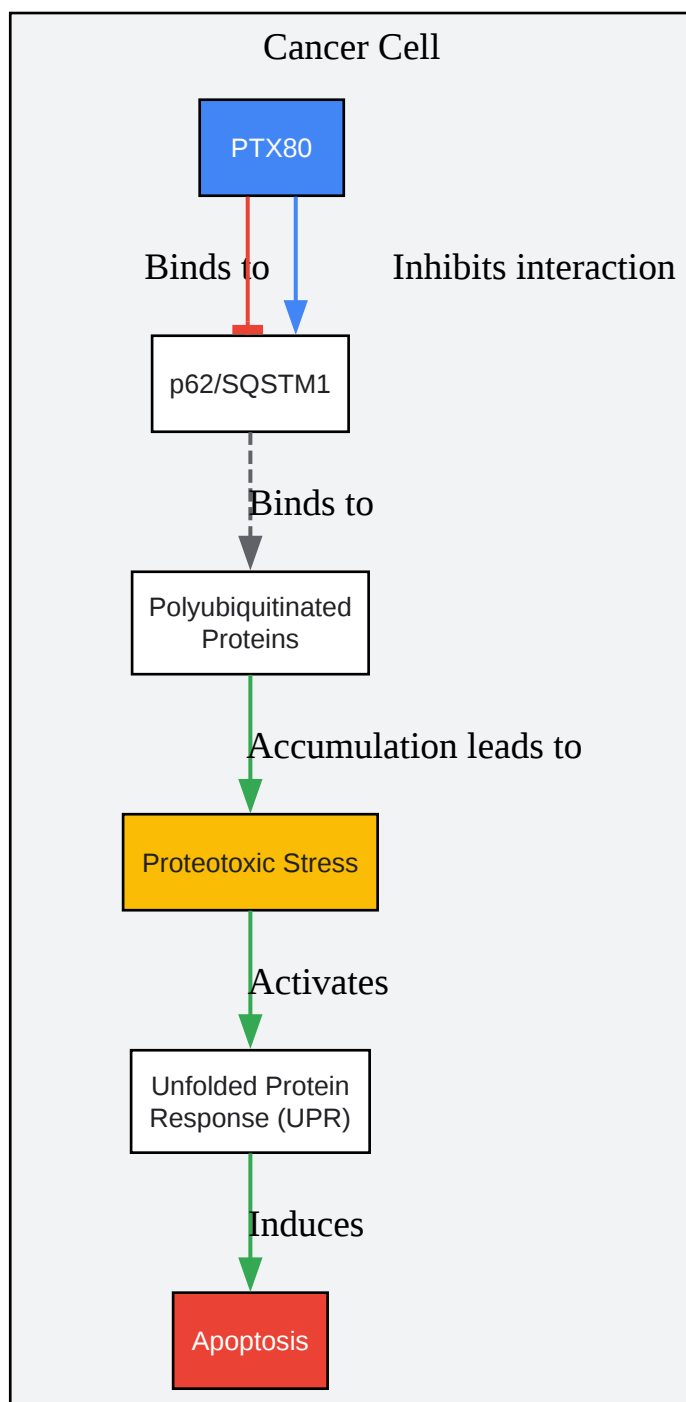 Cancer Cell
PTX80
Binds to
Inhibits interaction
p62/SQSTM1
Binds to
Polyubiquitinated
Proteins
Accumulation leads to
Proteotoxic Stress
Activates
Unfolded Protein
Response (UPR)
Induces
Apoptosis